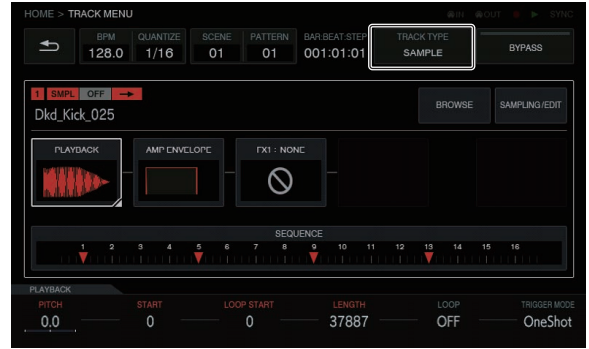 HOME > TRACK MENU
IN OUT SYNC
BPM QUANTIZE SCENE PATTERN BAR:BEAT:STEP TRACK TYPE
128.0 1/16 01 01 001:01:01 SAMPLE BYPASS
1 SMPL OFF
Dkd_Kick_025
BROWSE SAMPLING/EDIT
PLAYBACK AMP ENVELOPE FX1 : NONE
SEQUENCE
1 2 3 4 5 6 7 8 9 10 11 12 13 14 15 16
PLAYBACK
PITCH START LOOP START LENGTH LOOP TRIGGER MODE
0.0 0 0 37887 OFF OneShot